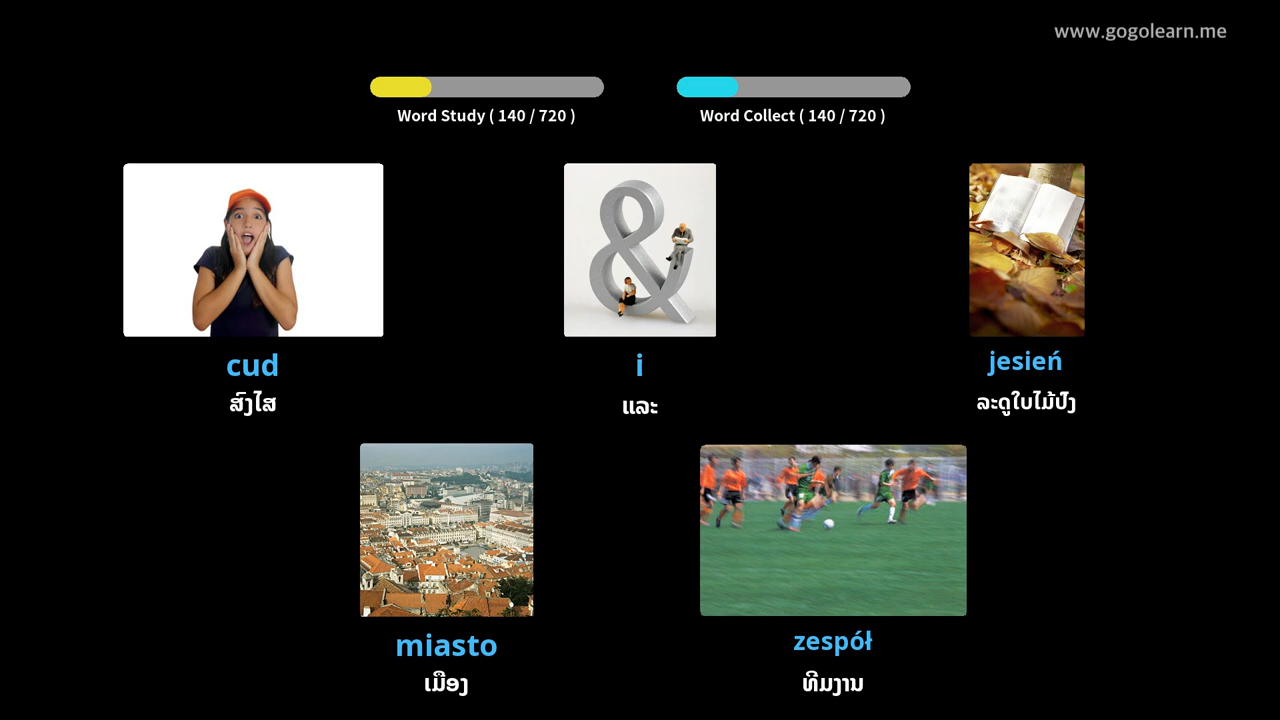 www.gogolearn.me
Word Study ( 140 / 720 )
Word Collect ( 140 / 720 )
cud
ສົງໄສ
i
ແລະ
jesień
ລະດູໃບໄມ້ປົ່ງ
miasto
ເມືອງ
zespół
ທີມງານ